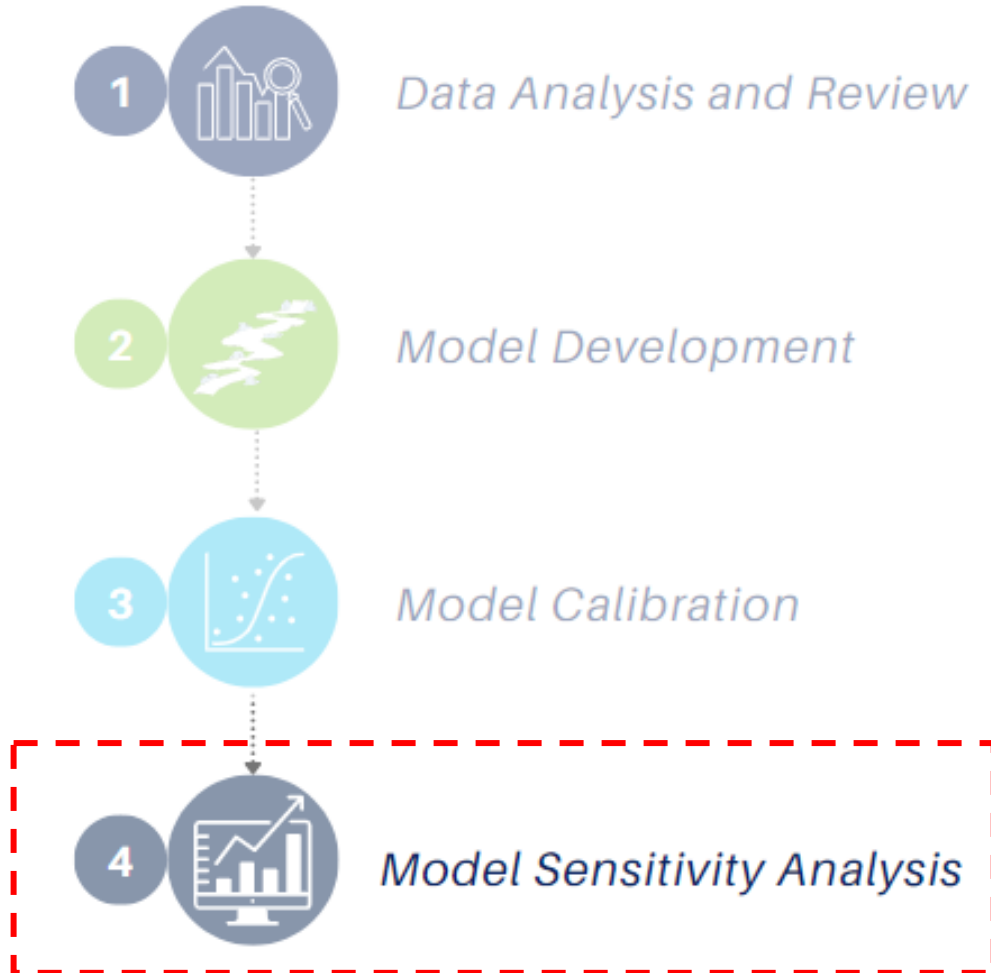 1 Data Analysis and Review
2 Model Development
3 Model Calibration
4 Model Sensitivity Analysis